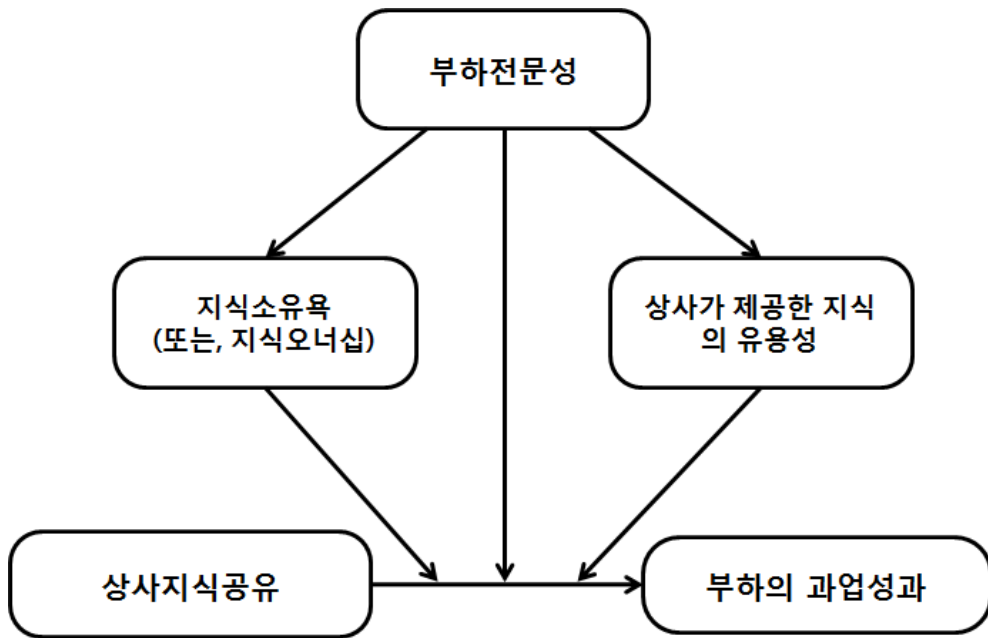 부하전문성
지식소유욕
(또는, 지식오너십)
상사가 제공한 지식
의 유용성
상사지식공유
부하의 과업성과